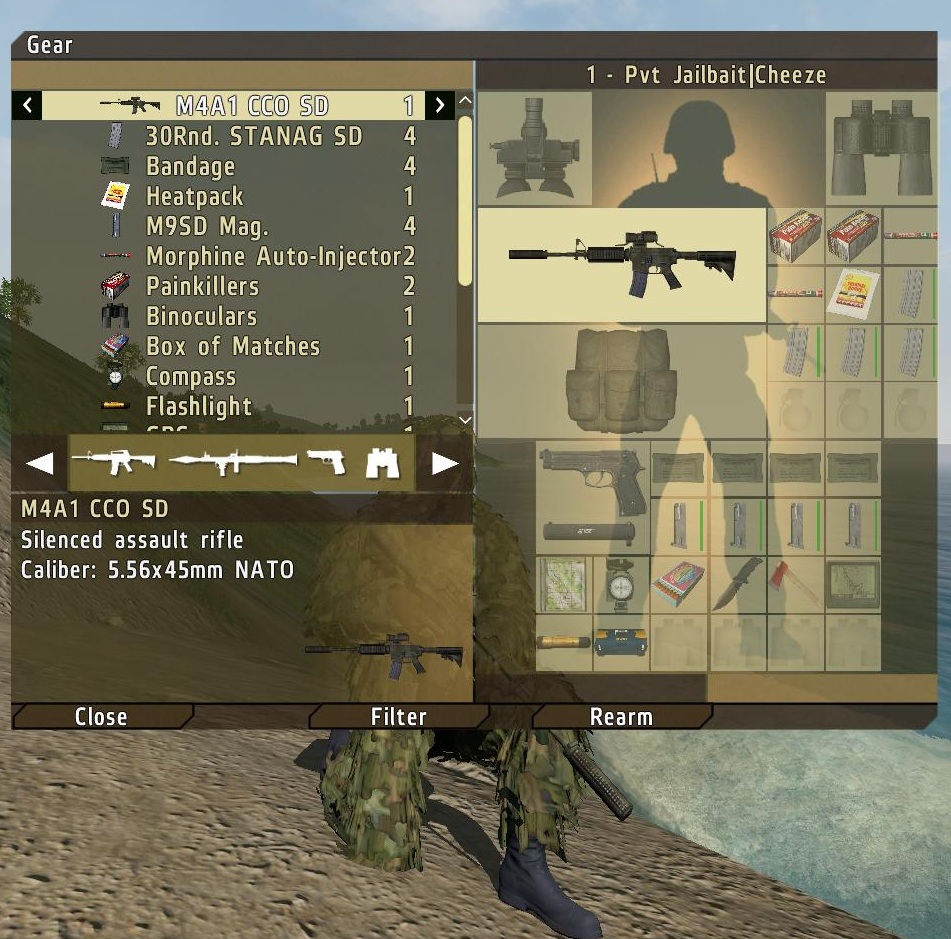 Gear
1 - Pvt Jailbait|Cheeze
M4A1 CCO SD 1
30Rnd. STANAG SD 4
Bandage 4
Heatpack 1
M9SD Mag. 4
Morphine Auto-Injector2
Painkillers 2
Binoculars 1
Box of Matches 1
Compass 1
Flashlight 1
M4A1 CCO SD
Silenced assault rifle
Caliber: 5.56x45mm NATO
Close
Filter
Rearm